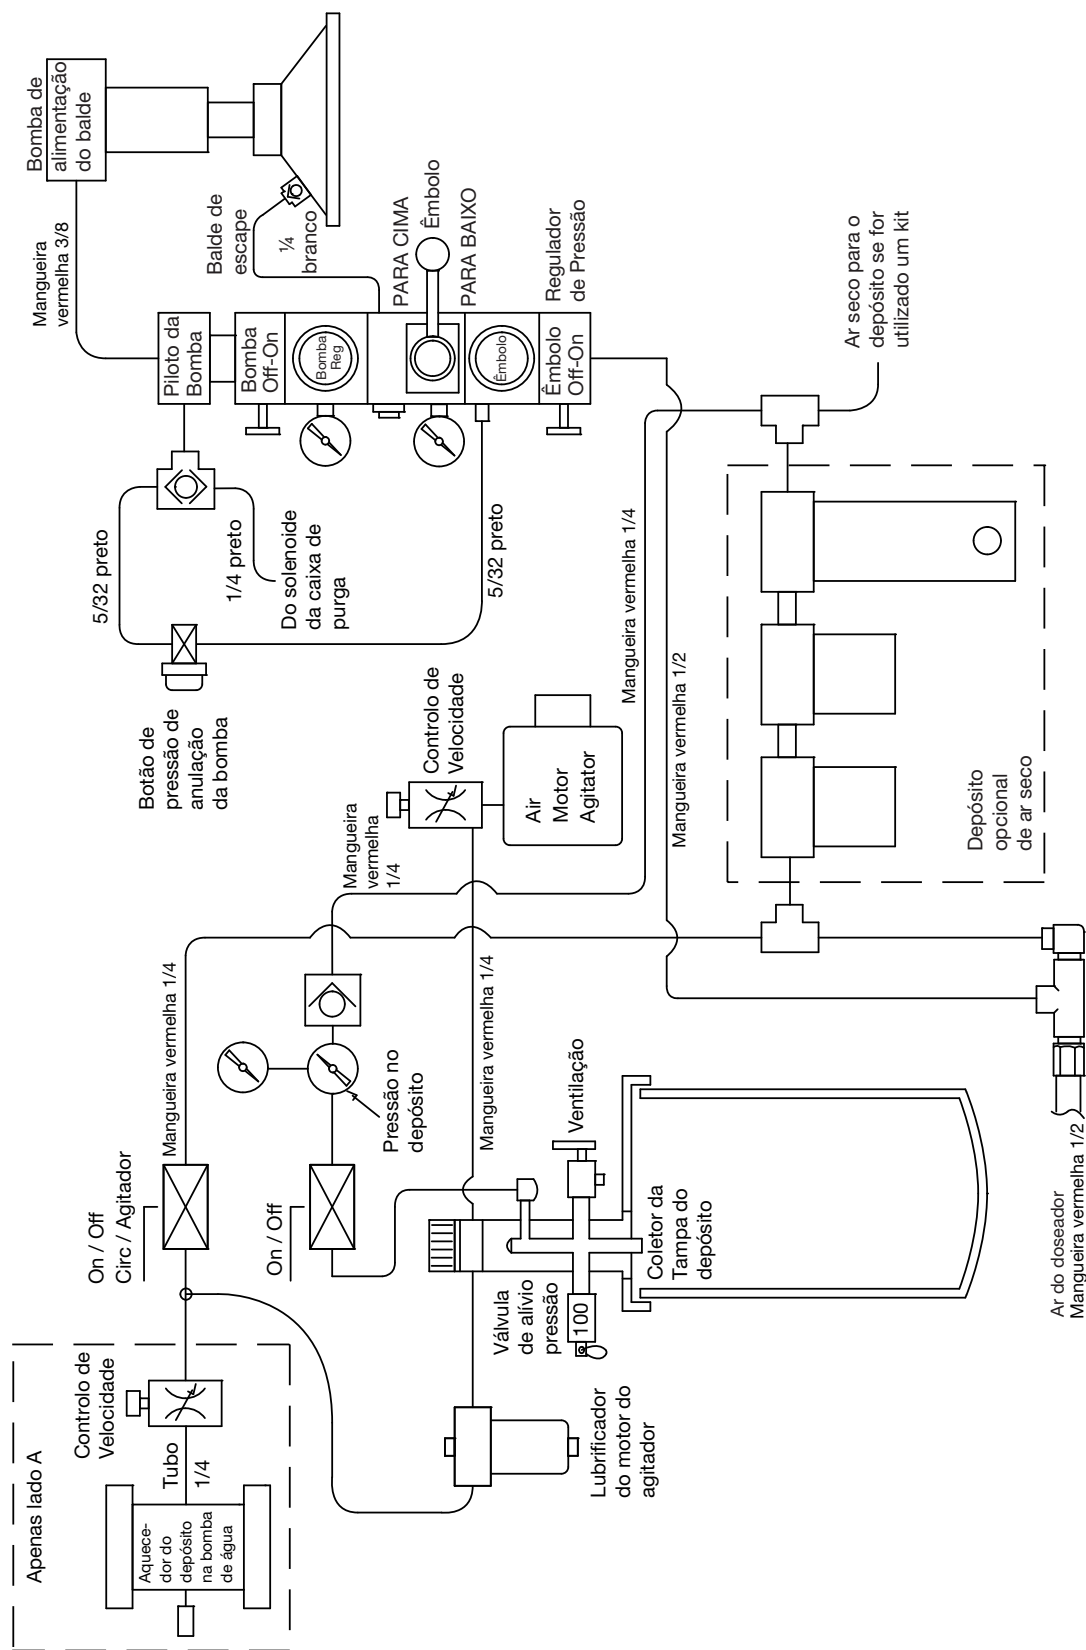 Apenas lado A
Aquece-
dor do
depósito
na bomba
de água
Tubo
1/4
Controlo de
Velocidade
On / Off
Circ / Agitador
Mangueira vermelha 1/4
On / Off
Pressão no
depósito
Mangueira
vermelha
1/4
Mangueira vermelha 1/4
Lubrificador
do motor do
agitador
Válvula
de alívio
pressão
100
Ventilação
Coletor da
Tampa do
depósito
Ar do doseador
Mangueira vermelha 1/2
Botão de
pressão de
anulação
da bomba
5/32 preto
1/4 preto
Do solenoide
da caixa de
purga
5/32 preto
Controlo de
Velocidade
Air
Motor
Agitator
Mangueira vermelha 1/4
Mangueira vermelha 1/2
Depósito
opcional
de ar seco
Ar seco para o
depósito se for
utilizado um kit
Mangueira
vermelha 3/8
Bomba de
alimentação
do balde
Piloto da
Bomba
Bomba
Off-On
Bomba
Reg
Êmbolo
Êmbolo
Off-On
Balde de
escape
1/4
branco
PARA CIMA
Êmbolo
PARA BAIXO
Regulador
de Pressão